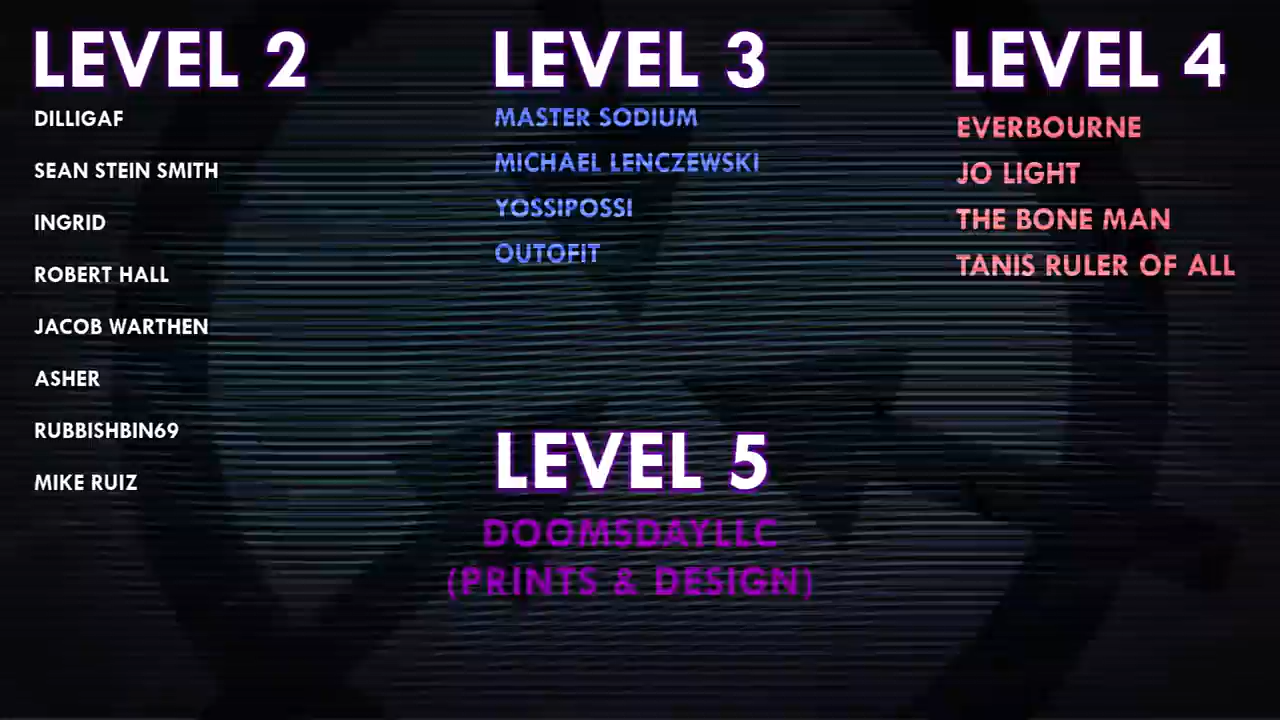 LEVEL 2
DILLIGAF
SEAN STEIN SMITH
INGRID
ROBERT HALL
JACOB WARTHEN
ASHER
RUBBISHBIN69
MIKE RUIZ
LEVEL 3
MASTER SODIUM
MICHAEL LENCZEWSKI
YOSSIPOSSI
OUTOFIT
LEVEL 4
EVERBOURNE
JO LIGHT
THE BONE MAN
TANIS RULER OF ALL
LEVEL 5
DOOMSDAYLLC
(PRINTS & DESIGN)